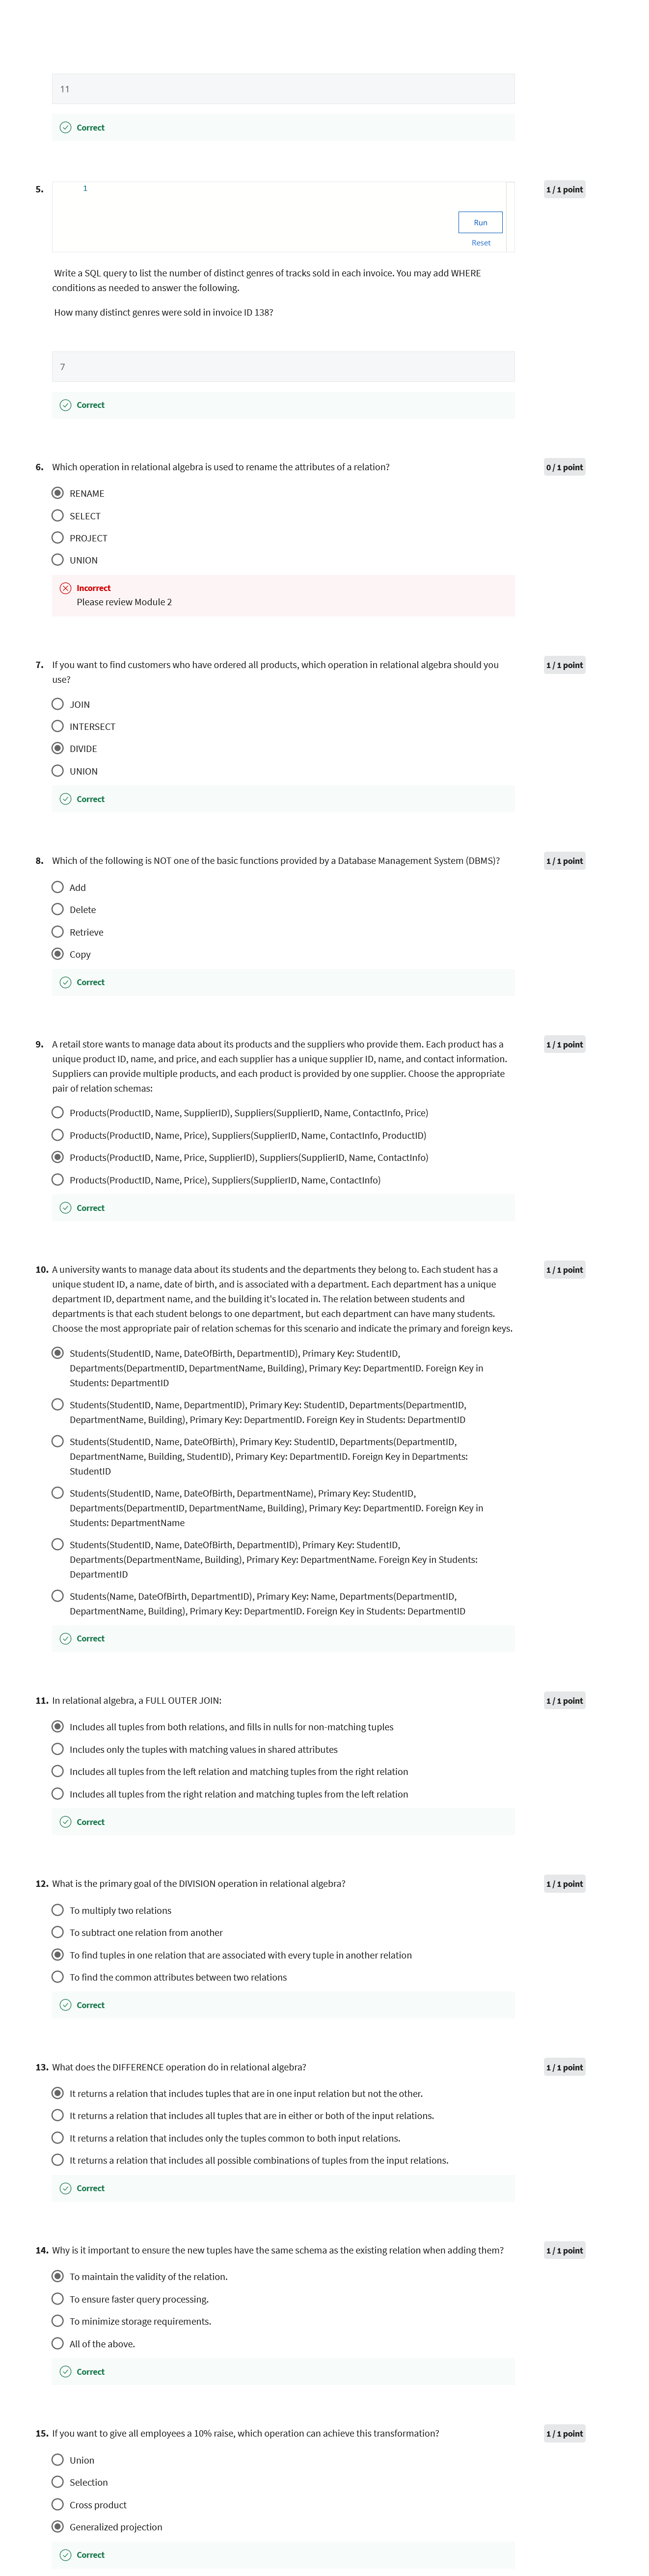 11
Correct
5.
1
1 / 1 point
Run
Reset
Write a SQL query to list the number of distinct genres of tracks sold in each invoice. You may add WHERE
conditions as needed to answer the following.
How many distinct genres were sold in invoice ID 138?
7
Correct
6. Which operation in relational algebra is used to rename the attributes of a relation?
0 / 1 point
RENAME
SELECT
PROJECT
UNION
Incorrect
Please review Module 2
7. If you want to find customers who have ordered all products, which operation in relational algebra should you
1 / 1 point
use?
JOIN
INTERSECT
DIVIDE
UNION
Correct
8. Which of the following is NOT one of the basic functions provided by a Database Management System (DBMS)?
1 / 1 point
Add
Delete
Retrieve
Copy
Correct
9. A retail store wants to manage data about its products and the suppliers who provide them. Each product has a
1 / 1 point
unique product ID, name, and price, and each supplier has a unique supplier ID, name, and contact information.
Suppliers can provide multiple products, and each product is provided by one supplier. Choose the appropriate
pair of relation schemas:
Products(ProductID, Name, SupplierID), Suppliers(SupplierID, Name, ContactInfo, Price)
Products(ProductID, Name, Price), Suppliers(SupplierID, Name, ContactInfo, ProductID)
Products(ProductID, Name, Price, SupplierID), Suppliers(SupplierID, Name, ContactInfo)
Products(ProductID, Name, Price), Suppliers(SupplierID, Name, ContactInfo)
Correct
10. A university wants to manage data about its students and the departments they belong to. Each student has a
1 / 1 point
unique student ID, a name, date of birth, and is associated with a department. Each department has a unique
department ID, department name, and the building it's located in. The relation between students and
departments is that each student belongs to one department, but each department can have many students.
Choose the most appropriate pair of relation schemas for this scenario and indicate the primary and foreign keys.
Students(StudentID, Name, DateOfBirth, DepartmentID), Primary Key: StudentID,
Departments(DepartmentID, DepartmentName, Building), Primary Key: DepartmentID. Foreign Key in
Students: DepartmentID
Students(StudentID, Name, DepartmentID), Primary Key: StudentID, Departments(DepartmentID,
DepartmentName, Building), Primary Key: DepartmentID. Foreign Key in Students: DepartmentID
Students(StudentID, Name, DateOfBirth), Primary Key: StudentID, Departments(DepartmentID,
DepartmentName, Building, StudentID), Primary Key: DepartmentID. Foreign Key in Departments:
StudentID
Students(StudentID, Name, DateOfBirth, DepartmentName), Primary Key: StudentID,
Departments(DepartmentID, DepartmentName, Building), Primary Key: DepartmentID. Foreign Key in
Students: DepartmentName
Students(StudentID, Name, DateOfBirth, DepartmentID), Primary Key: StudentID,
Departments(DepartmentName, Building), Primary Key: DepartmentName. Foreign Key in Students:
DepartmentID
Students(Name, DateOfBirth, DepartmentID), Primary Key: Name, Departments(DepartmentID,
DepartmentName, Building), Primary Key: DepartmentID. Foreign Key in Students: DepartmentID
Correct
11. In relational algebra, a FULL OUTER JOIN:
1 / 1 point
Includes all tuples from both relations, and fills in nulls for non-matching tuples
Includes only the tuples with matching values in shared attributes
Includes all tuples from the left relation and matching tuples from the right relation
Includes all tuples from the right relation and matching tuples from the left relation
Correct
12. What is the primary goal of the DIVISION operation in relational algebra?
1 / 1 point
To multiply two relations
To subtract one relation from another
To find tuples in one relation that are associated with every tuple in another relation
To find the common attributes between two relations
Correct
13. What does the DIFFERENCE operation do in relational algebra?
1 / 1 point
It returns a relation that includes tuples that are in one input relation but not the other.
It returns a relation that includes all tuples that are in either or both of the input relations.
It returns a relation that includes only the tuples common to both input relations.
It returns a relation that includes all possible combinations of tuples from the input relations.
Correct
14. Why is it important to ensure the new tuples have the same schema as the existing relation when adding them?
1 / 1 point
To maintain the validity of the relation.
To ensure faster query processing.
To minimize storage requirements.
All of the above.
Correct
15. If you want to give all employees a 10% raise, which operation can achieve this transformation?
1 / 1 point
Union
Selection
Cross product
Generalized projection
Correct